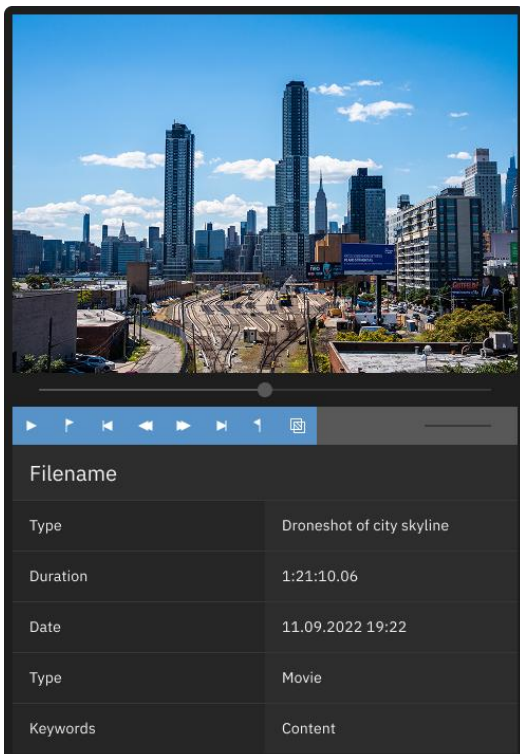 Filename
Type Droneshot of city skyline
Duration 1:21:10.06
Date 11.09.2022 19:22
Type Movie
Keywords Content